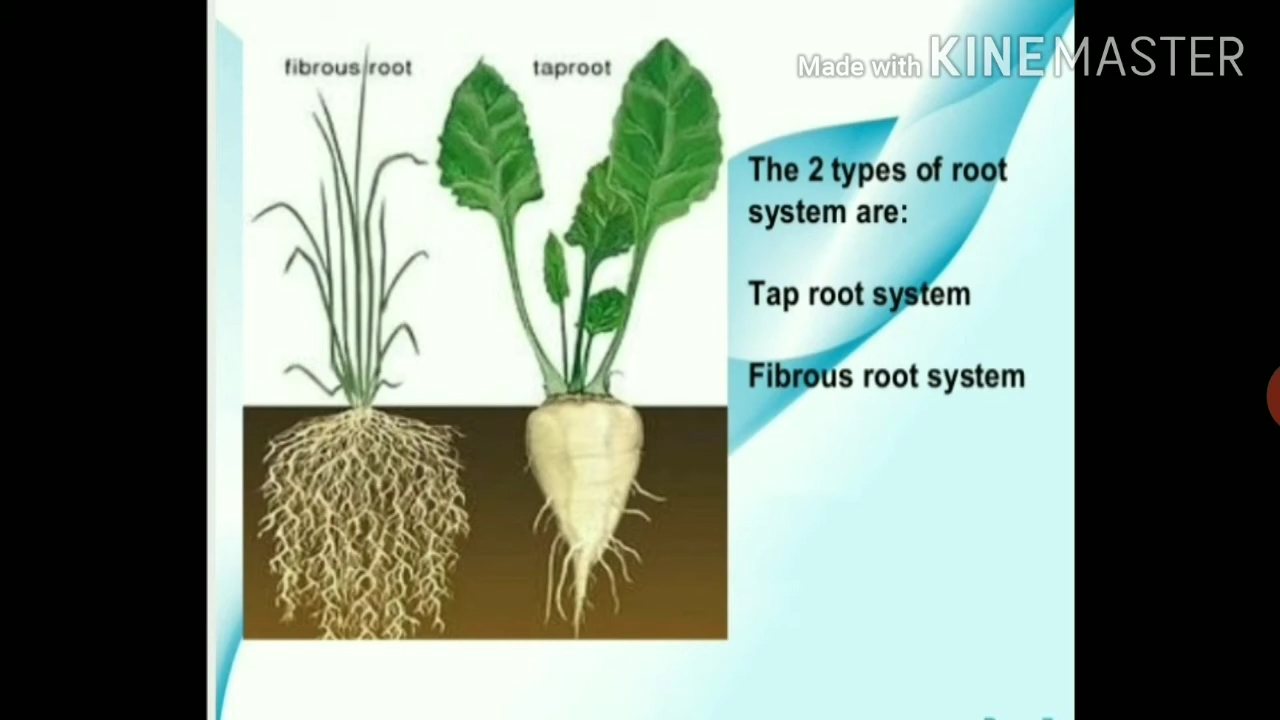 fibrous root
taproot
Made with KINEMASTER
The 2 types of root
system are:
Tap root system
Fibrous root system